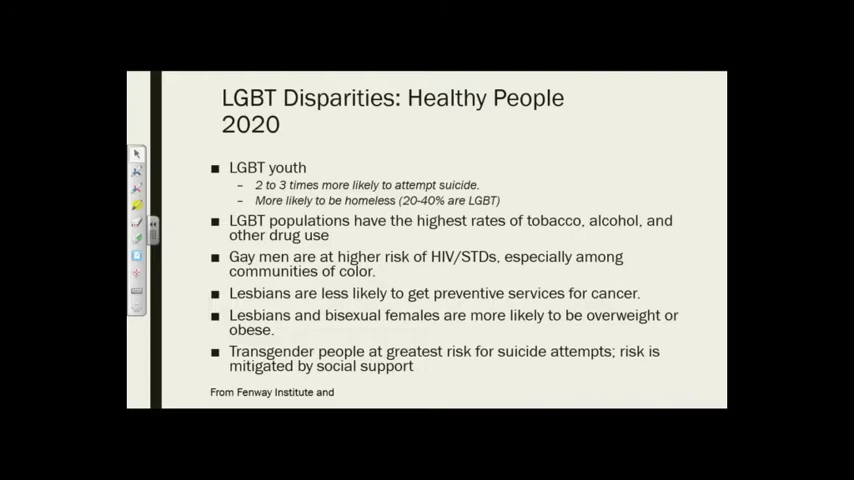 LGBT Disparities: Healthy People
2020
■ LGBT youth
– 2 to 3 times more likely to attempt suicide.
– More likely to be homeless (20-40% are LGBT)
■ LGBT populations have the highest rates of tobacco, alcohol, and
other drug use
■ Gay men are at higher risk of HIV/STDs, especially among
communities of color.
■ Lesbians are less likely to get preventive services for cancer.
■ Lesbians and bisexual females are more likely to be overweight or
obese.
■ Transgender people at greatest risk for suicide attempts; risk is
mitigated by social support
From Fenway Institute and